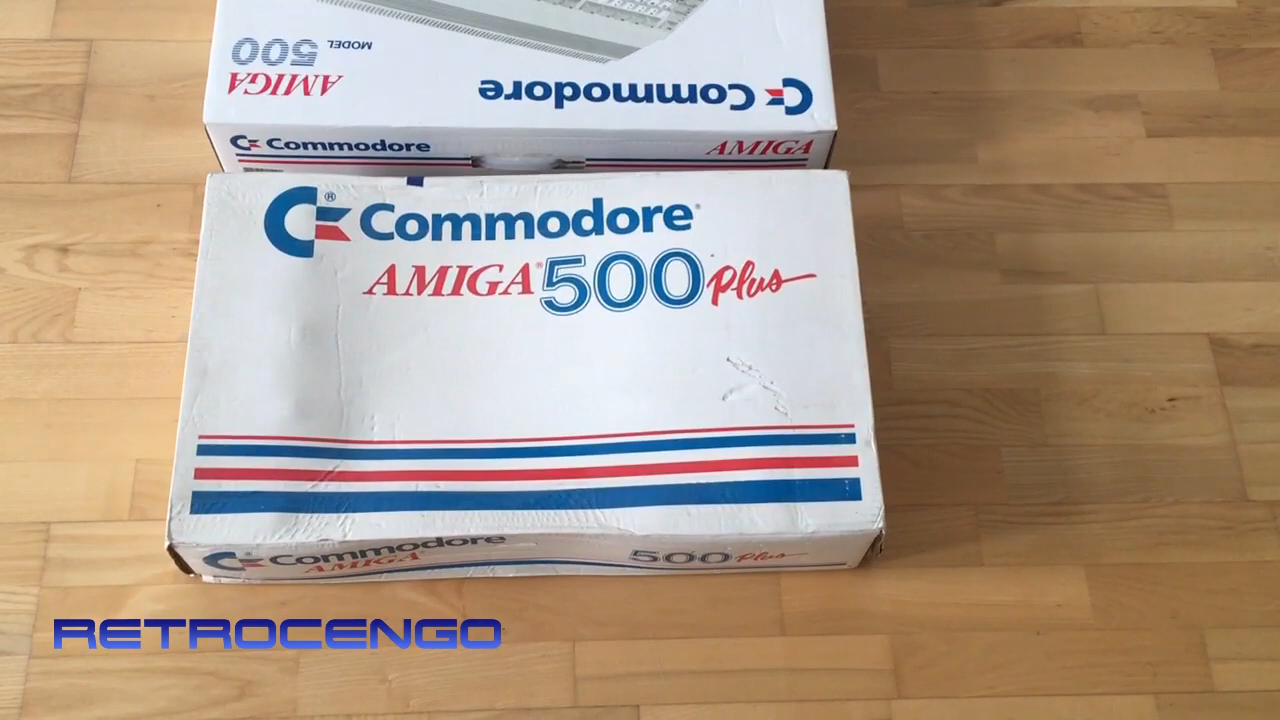 MODEL
500
AMIGA
Commodore
Commodore
AMIGA
Commodore®
AMIGA® 500 Plus
Commodore
AMIGA
500 Plus
RETROCENGO